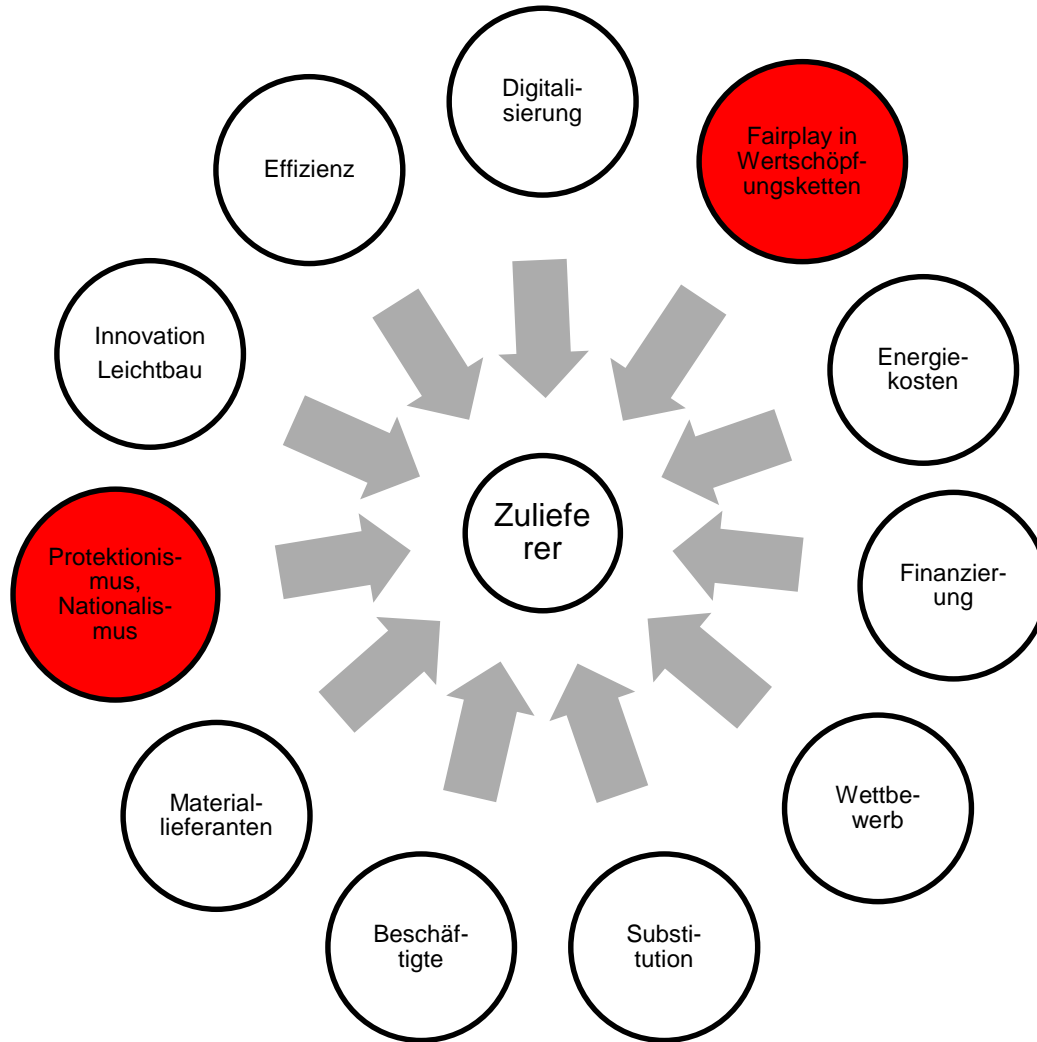 Digitali-
sierung
Fairplay in
Wertschöpf-
ungsketten
Energie-
kosten
Finanzier-
ung
Wettbe-
werb
Substi-
tution
Beschäf-
tigte
Material-
lieferanten
Protektionis-
mus,
Nationalis-
mus
Innovation
Leichtbau
Effizienz
Zuliefe
rer